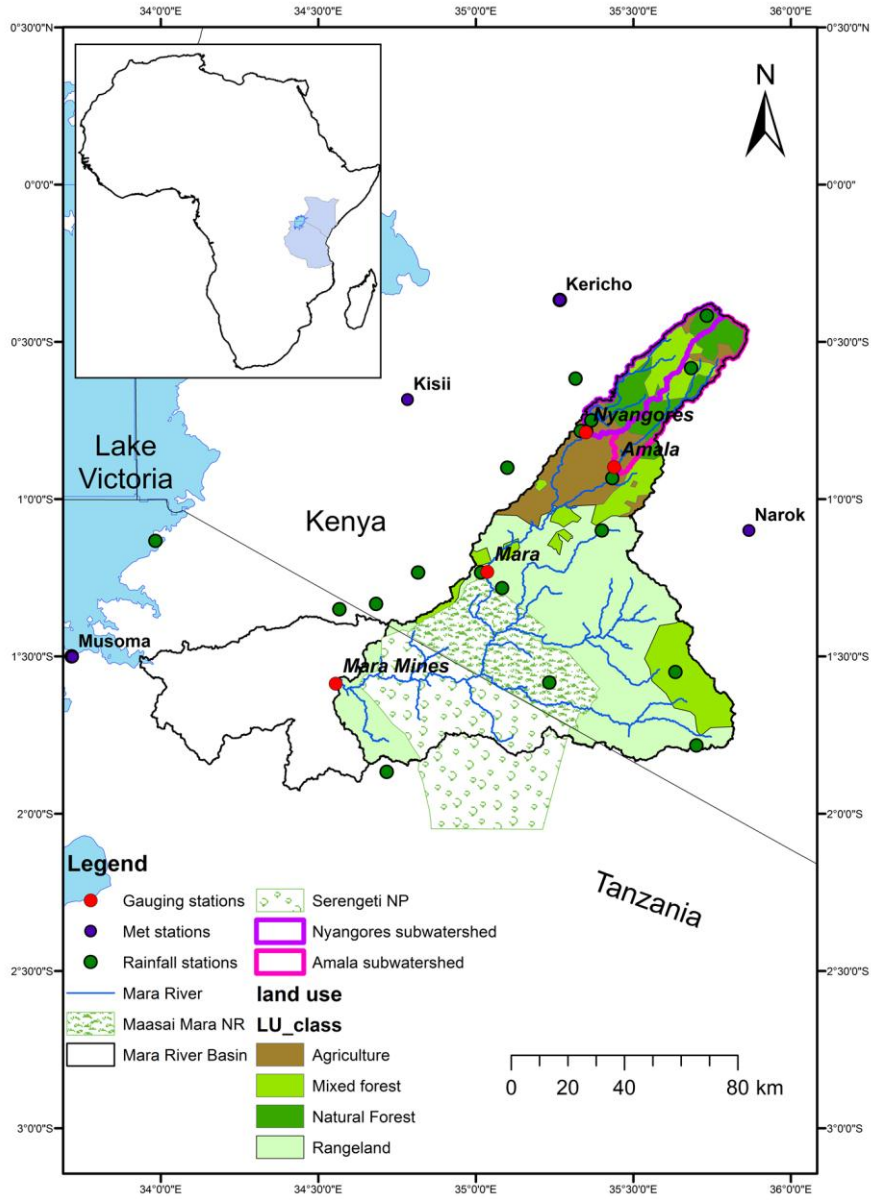 34°0'0"E 34°30'0"E 35°0'0"E 35°30'0"E 36°0'0"E
0°30'0"N 0°30'0"N
N
0°0'0" 0°0'0"
Kericho
0°30'0"S 0°30'0"S
Kisii
Nyangores
Lake
Victoria
Amala
1°0'0"S 1°0'0"S
Kenya
Narok
Mara
Musoma
1°30'0"S 1°30'0"S
Mara Mines
2°0'0"S 2°0'0"S
Tanzania
Legend
Gauging stations
Met stations
Rainfall stations
Mara River
Maasai Mara NR
Mara River Basin
Serengeti NP
Nyangores subwatershed
Amala subwatershed
land use
LU_class
Agriculture
Mixed forest
Natural Forest
Rangeland
2°30'0"S 2°30'0"S
0 20 40 80 km
3°0'0"S 3°0'0"S
34°0'0"E 34°30'0"E 35°0'0"E 35°30'0"E 36°0'0"E